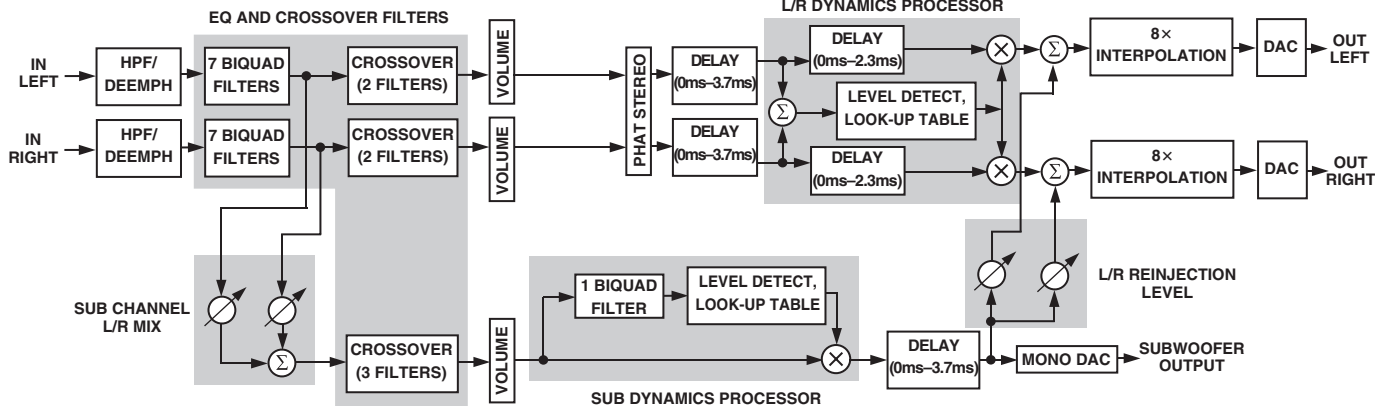 EQ AND CROSSOVER FILTERS
L/R DYNAMICS PROCESSOR
IN
LEFT
HPF/
DEEMPH
7 BIQUAD
FILTERS
CROSSOVER
(2 FILTERS)
VOLUME
PHAT STEREO
DELAY
(0ms–3.7ms)
DELAY
(0ms–2.3ms)
Σ
LEVEL DETECT,
LOOK-UP TABLE
×
Σ
8×
INTERPOLATION
DAC
OUT
LEFT
IN
RIGHT
HPF/
DEEMPH
7 BIQUAD
FILTERS
CROSSOVER
(2 FILTERS)
VOLUME
DELAY
(0ms–3.7ms)
DELAY
(0ms–2.3ms)
×
Σ
8×
INTERPOLATION
DAC
OUT
RIGHT
SUB CHANNEL
L/R MIX
Σ
CROSSOVER
(3 FILTERS)
VOLUME
1 BIQUAD
FILTER
LEVEL DETECT,
LOOK-UP TABLE
×
SUB DYNAMICS PROCESSOR
DELAY
(0ms–3.7ms)
L/R REINJECTION
LEVEL
MONO DAC
SUBWOOFER
OUTPUT